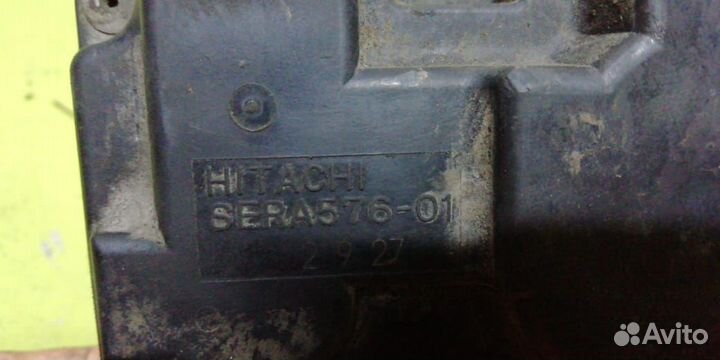 HITACHI
SERA576-01
2 9 27
Avito